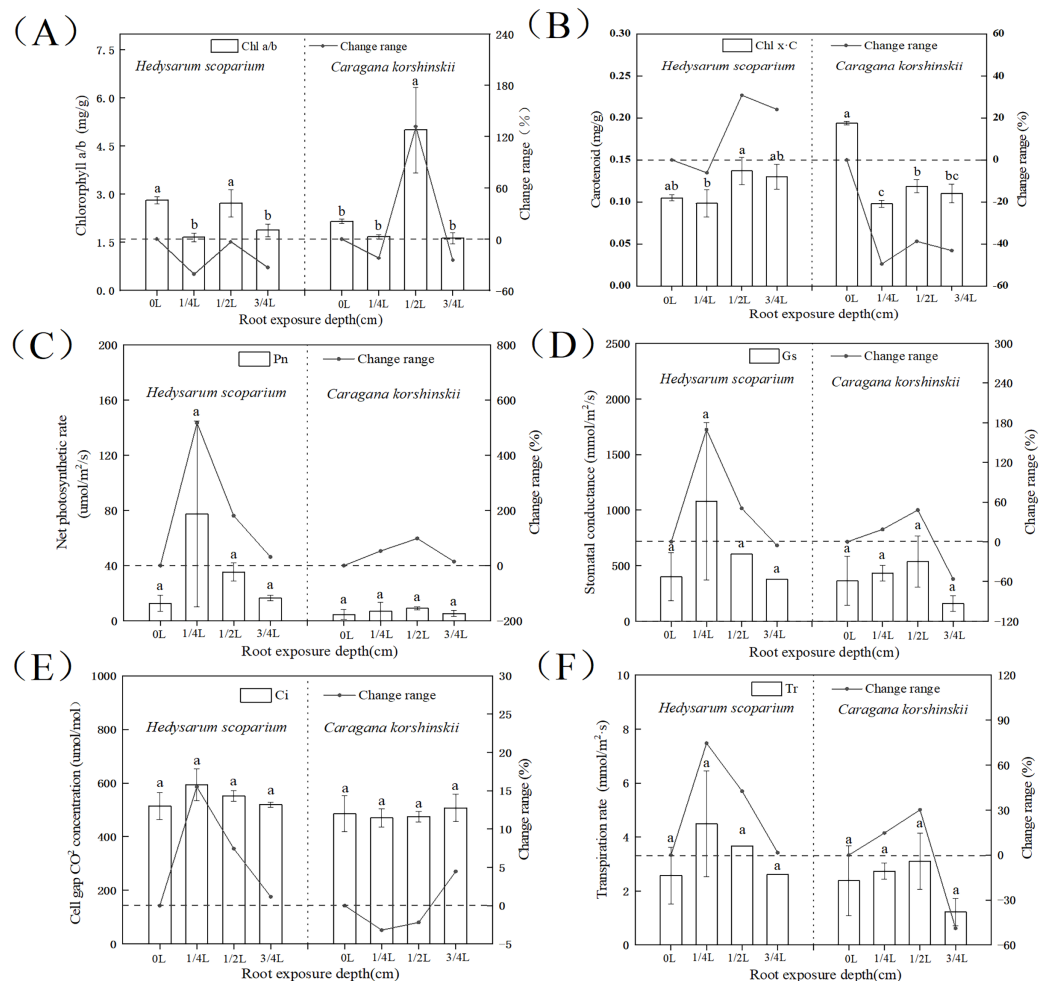 (A)
Chl a/b
Change range
Hedysarum scoparium
Caragana korshinskii
Chlorophyll a/b (mg/g)
7.5
6.0
4.5
3.0
1.5
0.0
a
b
a
b
b
b
a
b
240
180
120
60
0
−60
Change range（%）
0L 1/4L 1/2L 3/4L 0L 1/4L 1/2L 3/4L
Root exposure depth(cm)
(B)
Chl x·C
Change range
Hedysarum scoparium
Caragana korshinskii
Carotenoid (mg/g)
0.30
0.25
0.20
0.15
0.10
0.05
0.00
ab
b
a
ab
a
c
b
bc
60
40
20
0
−20
−40
−60
Change range (%)
0L 1/4L 1/2L 3/4L 0L 1/4L 1/2L 3/4L
Root exposure depth(cm)
(C)
Pn
Change range
Hedysarum scoparium
Caragana korshinskii
Net photosynthetic rate
(umol/m²/s)
200
160
120
80
40
0
a
a
a
a
a
a
a
a
800
600
400
200
0
−200
Change range (%)
0L 1/4L 1/2L 3/4L 0L 1/4L 1/2L 3/4L
Root exposure depth(cm)
(D)
Gs
Change range
Hedysarum scoparium
Caragana korshinskii
Stomatal conductance (mmol/m²/s)
2500
2000
1500
1000
500
0
a
a
a
a
a
a
a
a
300
240
180
120
60
0
−60
−120
Change range (%)
0L 1/4L 1/2L 3/4L 0L 1/4L 1/2L 3/4L
Root exposure depth(cm)
(E)
Ci
Change range
Hedysarum scoparium
Caragana korshinskii
Cell gap CO² concentration (umol/mol）
1000
800
600
400
200
0
a
a
a
a
a
a
a
a
30
25
20
15
10
5
0
−5
Change range (%)
0L 1/4L 1/2L 3/4L 0L 1/4L 1/2L 3/4L
Root exposure depth(cm)
(F)
Tr
Change range
Hedysarum scoparium
Caragana korshinskii
Transpiration rate (mmol/m²·s)
10
8
6
4
2
0
a
a
a
a
a
a
a
a
120
90
60
30
0
−30
−60
Change range (%)
0L 1/4L 1/2L 3/4L 0L 1/4L 1/2L 3/4L
Root exposure depth(cm)